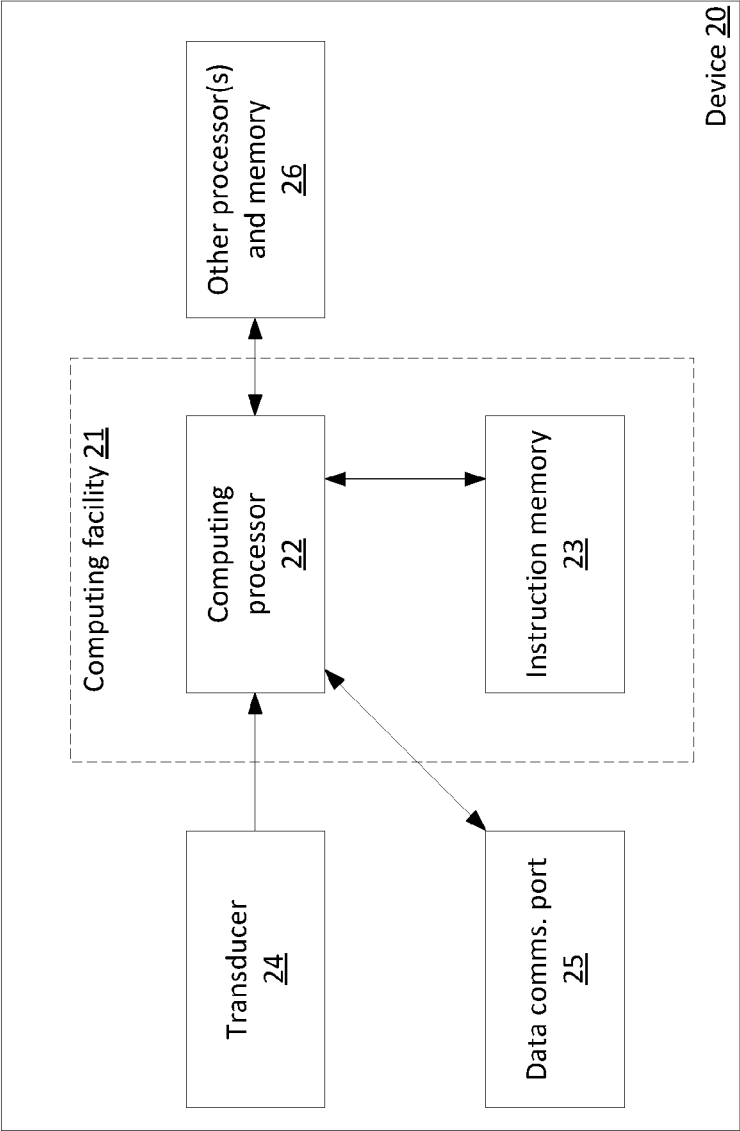 Device 20
Computing facility 21
Transducer
24
Computing
processor
22
Other processor(s)
and memory
26
Data comms. port
25
Instruction memory
23